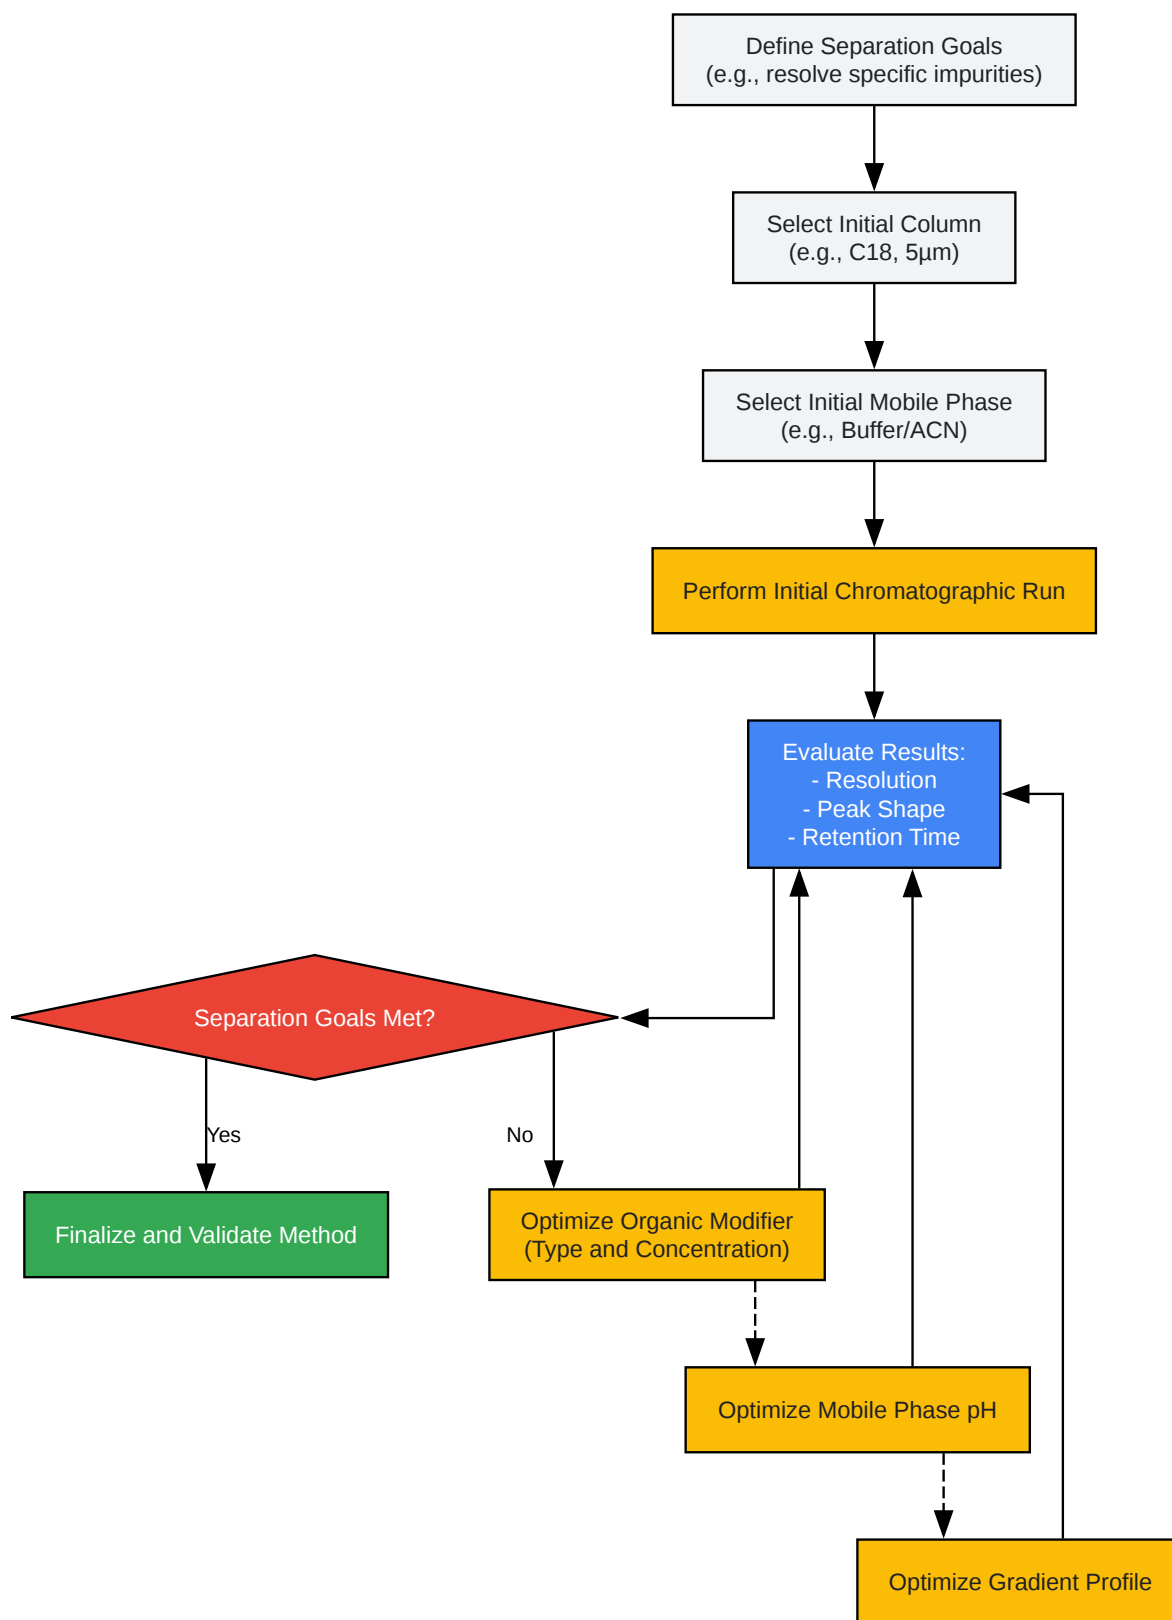 Define Separation Goals
(e.g., resolve specific impurities)
Select Initial Column
(e.g., C18, 5µm)
Select Initial Mobile Phase
(e.g., Buffer/ACN)
Perform Initial Chromatographic Run
Evaluate Results:
- Resolution
- Peak Shape
- Retention Time
Separation Goals Met?
Yes
No
Finalize and Validate Method
Optimize Organic Modifier
(Type and Concentration)
Optimize Mobile Phase pH
Optimize Gradient Profile